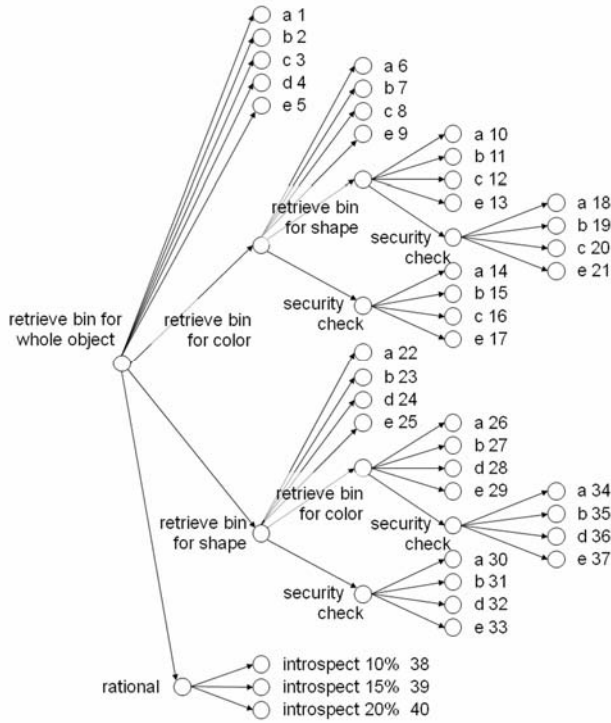 a 1
b 2
c 3
d 4
e 5
a 6
b 7
c 8
e 9
a 10
b 11
c 12
e 13
retrieve bin
for shape
a 18
b 19
c 20
e 21
security
check
a 14
b 15
c 16
e 17
security
check
retrieve bin for
whole object
retrieve bin
for color
a 22
b 23
d 24
e 25
a 26
b 27
d 28
e 29
retrieve bin
for color
a 34
b 35
d 36
e 37
security
check
retrieve bin
for shape
a 30
b 31
d 32
e 33
security
check
rational
introspect 10% 38
introspect 15% 39
introspect 20% 40